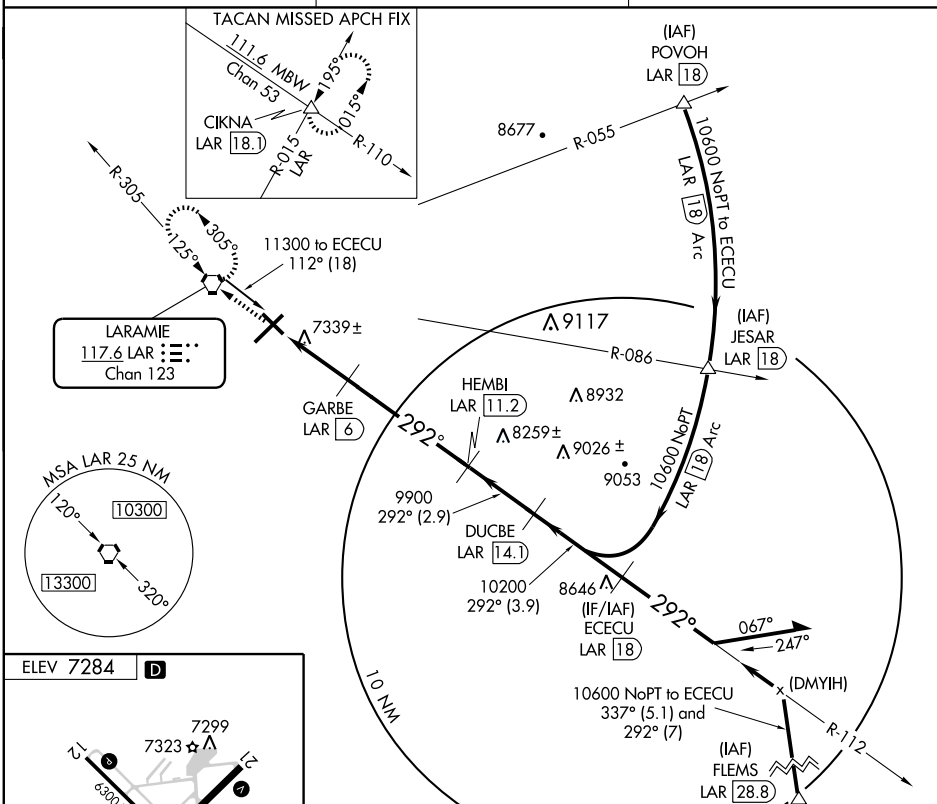 TACAN MISSED APCH FIX
111.6 MBW
Chan 53
195°
015°
CIKNA
LAR 18.1
R-015
LAR
R-110
(IAF)
POVOH
LAR 18
8677
R-055
10600 NoPT to ECECU
LAR 18 Arc
R-305
305°
125°
11300 to ECECU
112° (18)
LARAMIE
117.6 LAR
Chan 123
7339±
9117
(IAF)
JESAR
LAR 18
R-086
GARBE
LAR 6
292°
HEMBI
LAR 11.2
8932
8259±
9026 ±
9053
10600 NoPT
LAR 18 Arc
MSA LAR 25 NM
120°
10300
13300
320°
9900
292° (2.9)
DUCBE
LAR 14.1
10200
292° (3.9)
8646
(IF/IAF)
ECECU
LAR 18
292°
067°
247°
10 NM
10600 NoPT to ECECU
337° (5.1) and
292° (7)
(DMYIH)
R-112
(IAF)
FLEMS
LAR 28.8
ELEV 7284
D
7299
7323
12
P
21
V
6300